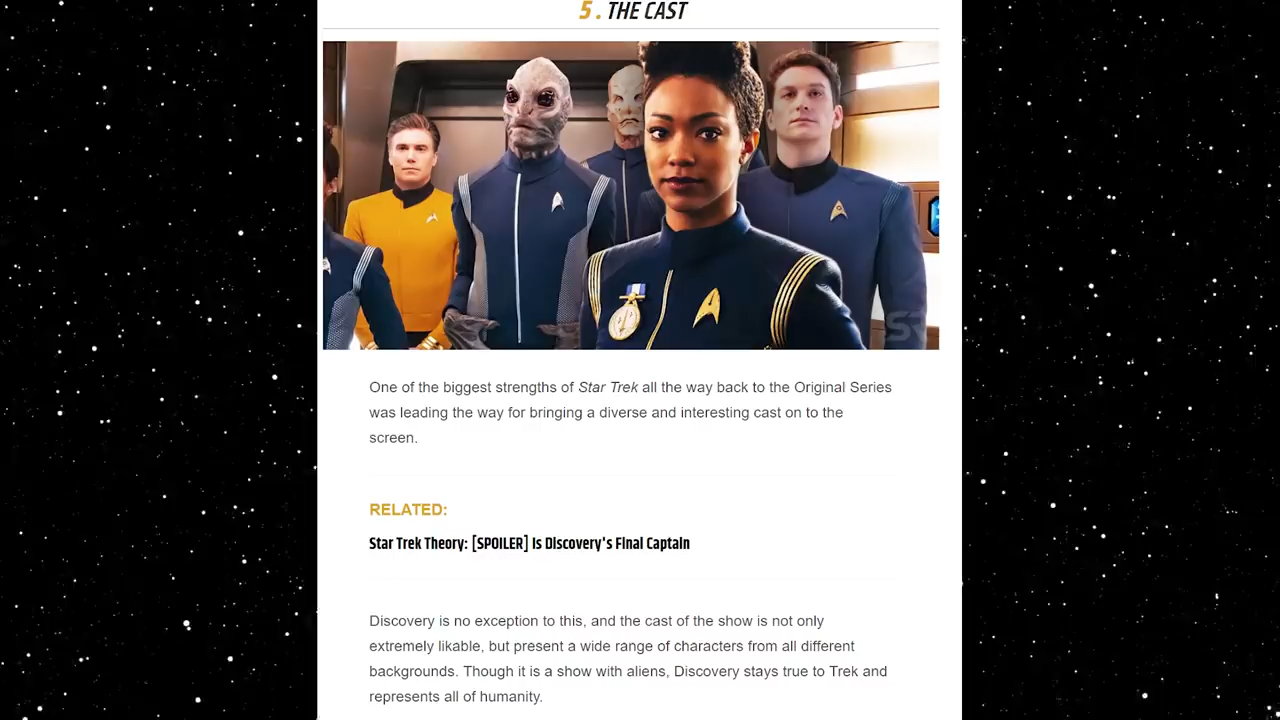 5 . THE CAST
One of the biggest strengths of Star Trek all the way back to the Original Series
was leading the way for bringing a diverse and interesting cast on to the
screen.
RELATED:
Star Trek Theory: [SPOILER] Is Discovery's Final Captain
Discovery is no exception to this, and the cast of the show is not only
extremely likable, but present a wide range of characters from all different
backgrounds. Though it is a show with aliens, Discovery stays true to Trek and
represents all of humanity.